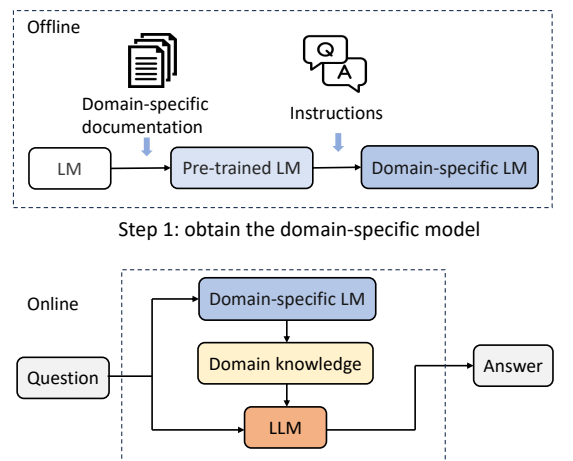 Offline
Q
A
Domain-specific
documentation
Instructions
LM
Pre-trained LM
Domain-specific LM
Step 1: obtain the domain-specific model
Online
Domain-specific LM
Domain knowledge
Question
Answer
LLM